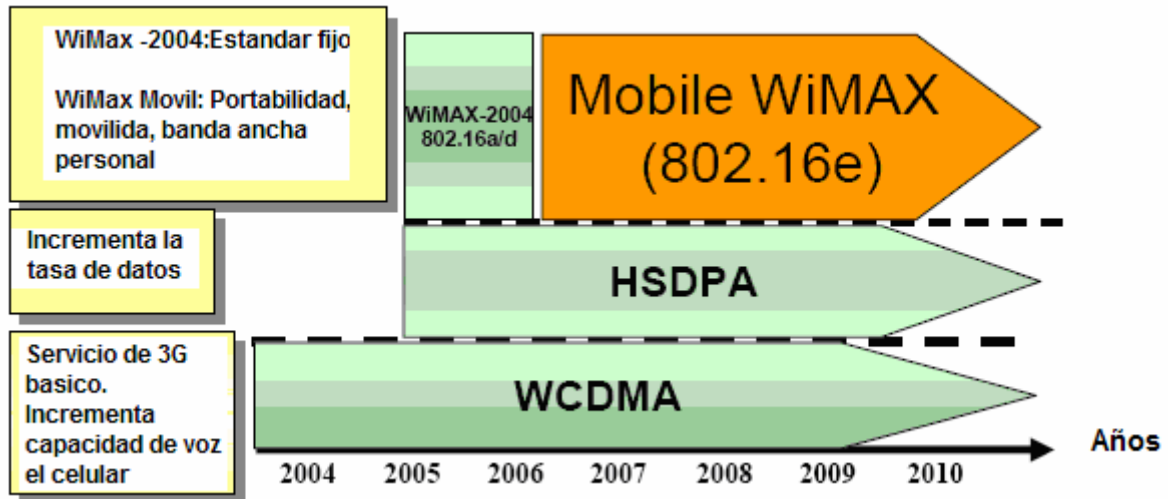 WiMax -2004:Estandar fijo
WiMax Movil: Portabilidad,
movilida, banda ancha
personal
WiMAX-2004
802.16a/d
Mobile WiMAX
(802.16e)
Incrementa la
tasa de datos
HSDPA
Servicio de 3G
basico.
Incrementa
capacidad de voz
el celular
WCDMA
Años
2004 2005 2006 2007 2008 2009 2010